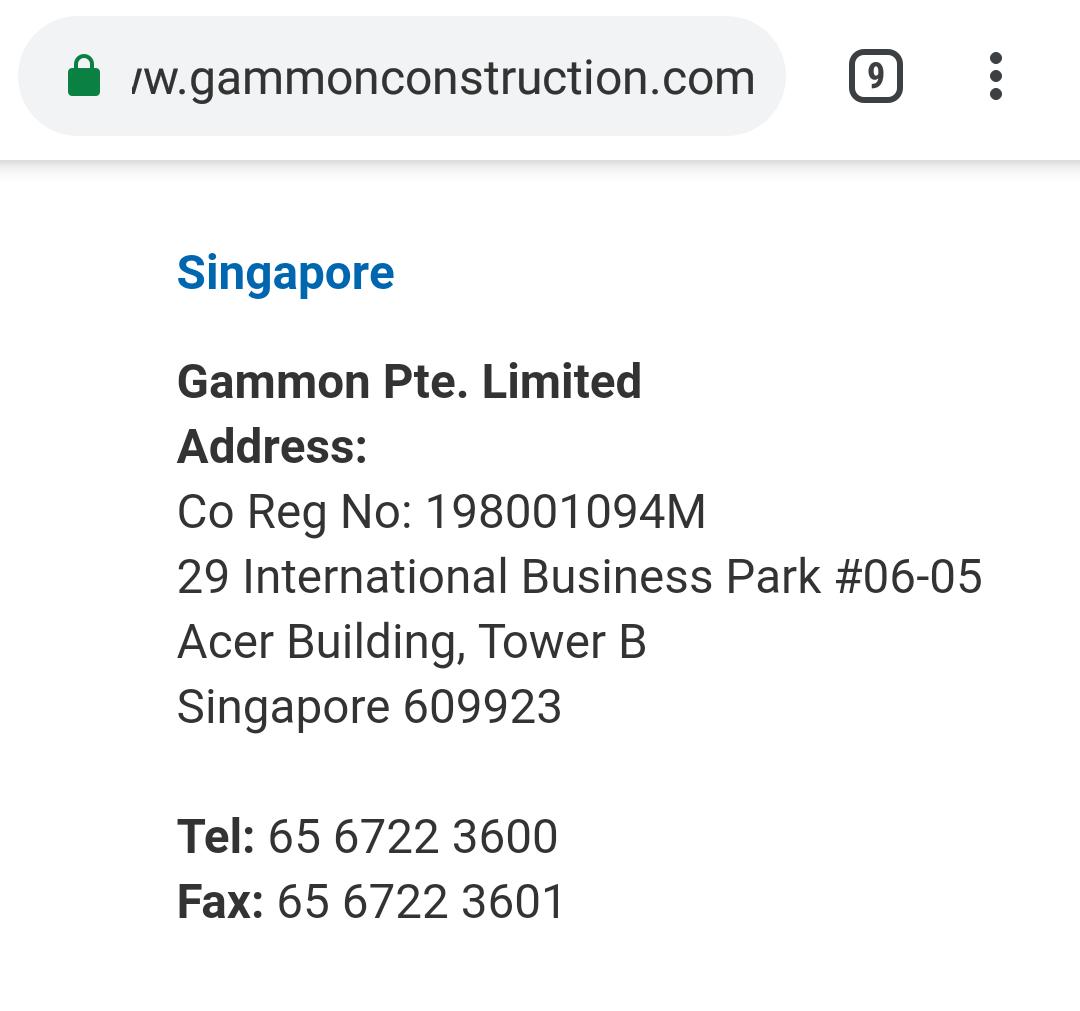 w.gammonconstruction.com
9
Singapore
Gammon Pte. Limited
Address:
Co Reg No: 198001094M
29 International Business Park #06-05
Acer Building, Tower B
Singapore 609923
Tel: 65 6722 3600
Fax: 65 6722 3601